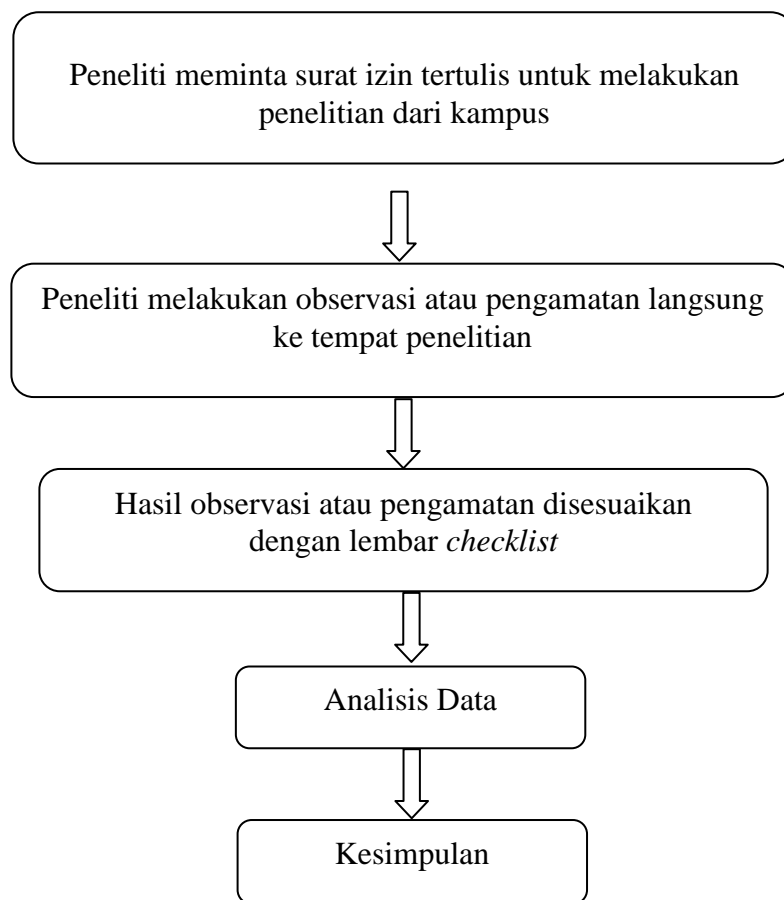 Peneliti meminta surat izin tertulis untuk melakukan
penelitian dari kampus
Peneliti melakukan observasi atau pengamatan langsung
ke tempat penelitian
Hasil observasi atau pengamatan disesuaikan
dengan lembar checklist
Analisis Data
Kesimpulan